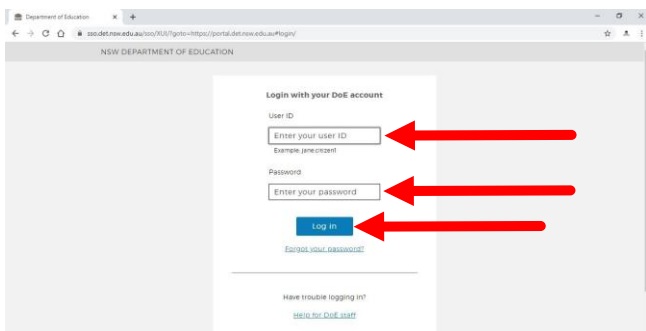 Department of Education
sso.det.nsw.edu.au/sso/XUI/?goto=https://portal.det.nsw.edu.au#login/
NSW DEPARTMENT OF EDUCATION
Login with your DoE account
User ID
Enter your user ID
Example, jane.citizen1
Password
Enter your password
Log in
Forgot your password?
Have trouble logging in?
Help for DoE staff